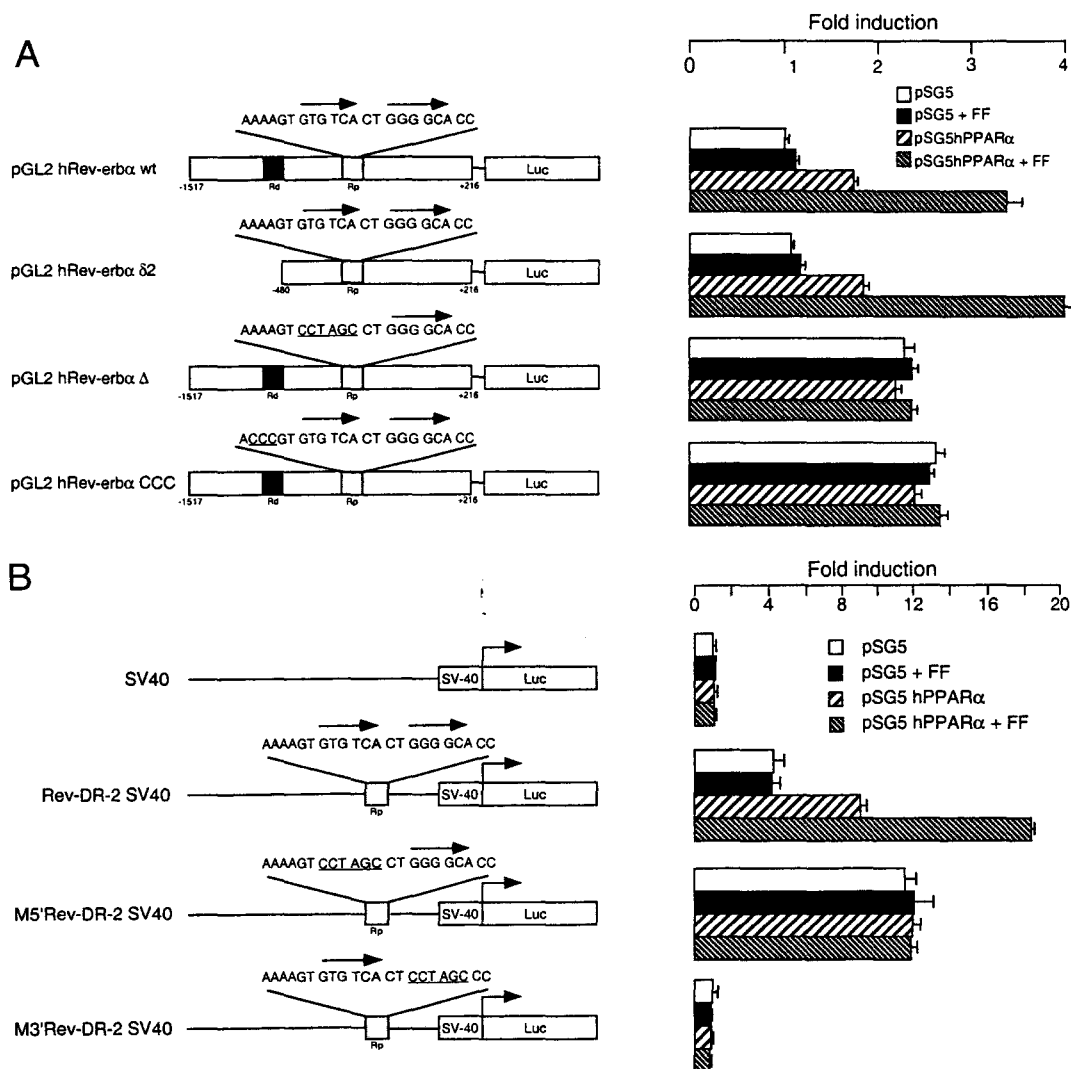 A
Fold induction
0 1 2 3 4
pSG5
pSG5 + FF
pSG5hPPARα
pSG5hPPARα + FF
AAAAGT GTG TCA CT GGG GCA CC
pGL2 hRev-erbα wt
Luc
-1517 Rd Rp +216
AAAAGT GTG TCA CT GGG GCA CC
pGL2 hRev-erbα δ2
Luc
-480 Rp +216
AAAAGT CCT AGC CT GGG GCA CC
pGL2 hRev-erbα Δ
Luc
-1517 Rd Rp +216
ACCCGT GTG TCA CT GGG GCA CC
pGL2 hRev-erbα CCC
Luc
-1517 Rd Rp +216
B
Fold induction
0 4 8 12 16 20
pSG5
pSG5 + FF
pSG5 hPPARα
pSG5 hPPARα + FF
SV40
SV-40 Luc
AAAAGT GTG TCA CT GGG GCA CC
Rev-DR-2 SV40
SV-40 Luc
Rp
AAAAGT CCT AGC CT GGG GCA CC
M5'Rev-DR-2 SV40
SV-40 Luc
Rp
AAAAGT GTG TCA CT CCT AGC CC
M3'Rev-DR-2 SV40
SV-40 Luc
Rp